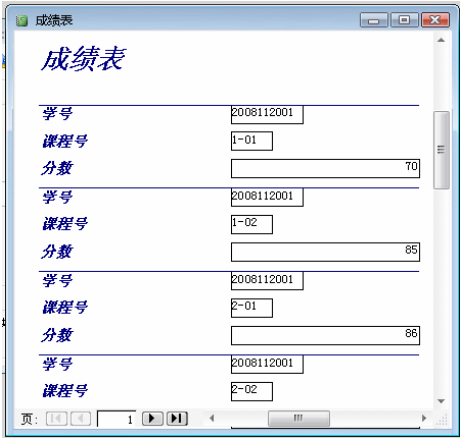 成绩表
成绩表
学号 2008112001
课程号 1-01
分数 70
学号 2008112001
课程号 1-02
分数 85
学号 2008112001
课程号 2-01
分数 86
学号 2008112001
课程号 2-02
页: 1